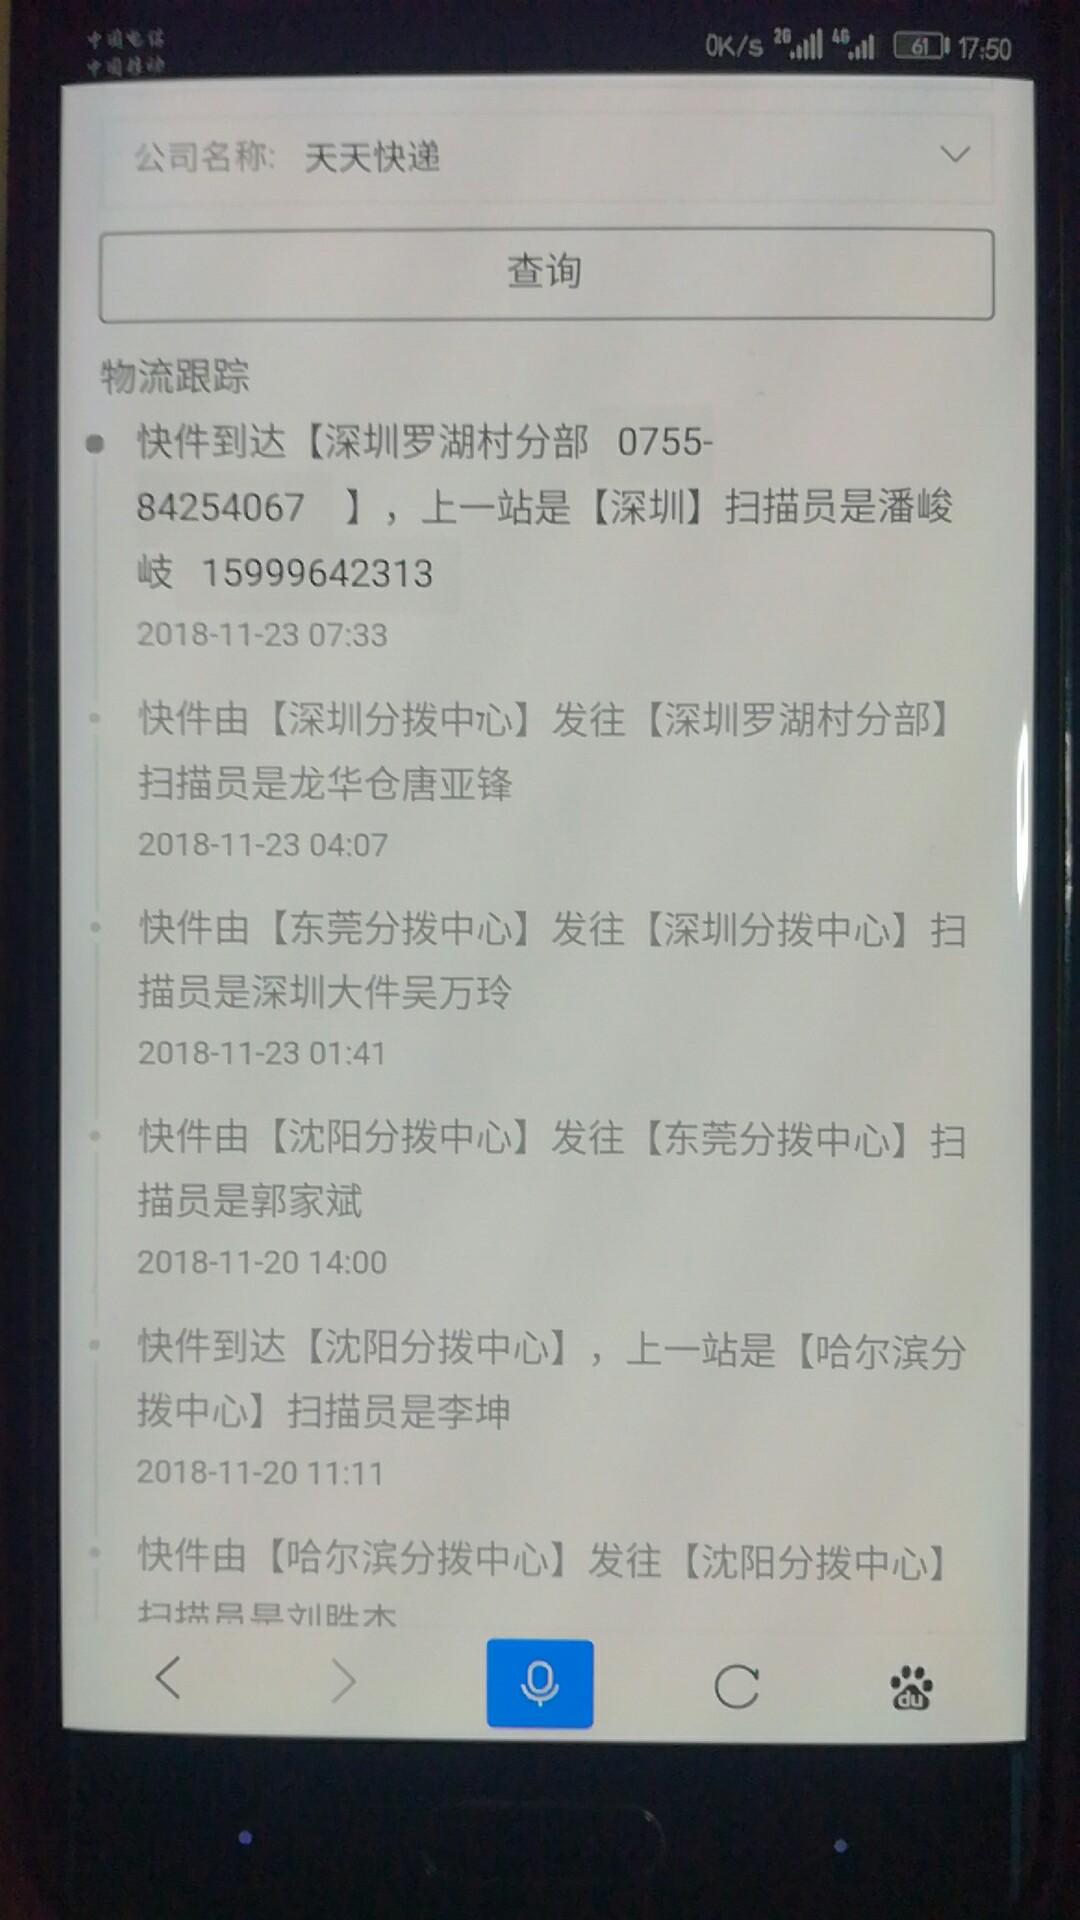 中国电信
中国移动
0K/s 2G 4G 61 17:50
公司名称: 天天快递
查询
物流跟踪
快件到达【深圳罗湖村分部 0755-
84254067 】，上一站是【深圳】扫描员是潘峻
岐 15999642313
2018-11-23 07:33
快件由【深圳分拨中心】发往【深圳罗湖村分部】
扫描员是龙华仓唐亚锋
2018-11-23 04:07
快件由【东莞分拨中心】发往【深圳分拨中心】扫
描员是深圳大件吴万玲
2018-11-23 01:41
快件由【沈阳分拨中心】发往【东莞分拨中心】扫
描员是郭家斌
2018-11-20 14:00
快件到达【沈阳分拨中心】，上一站是【哈尔滨分
拨中心】扫描员是李坤
2018-11-20 11:11
快件由【哈尔滨分拨中心】发往【沈阳分拨中心】
扫描员是刘胜杰
du